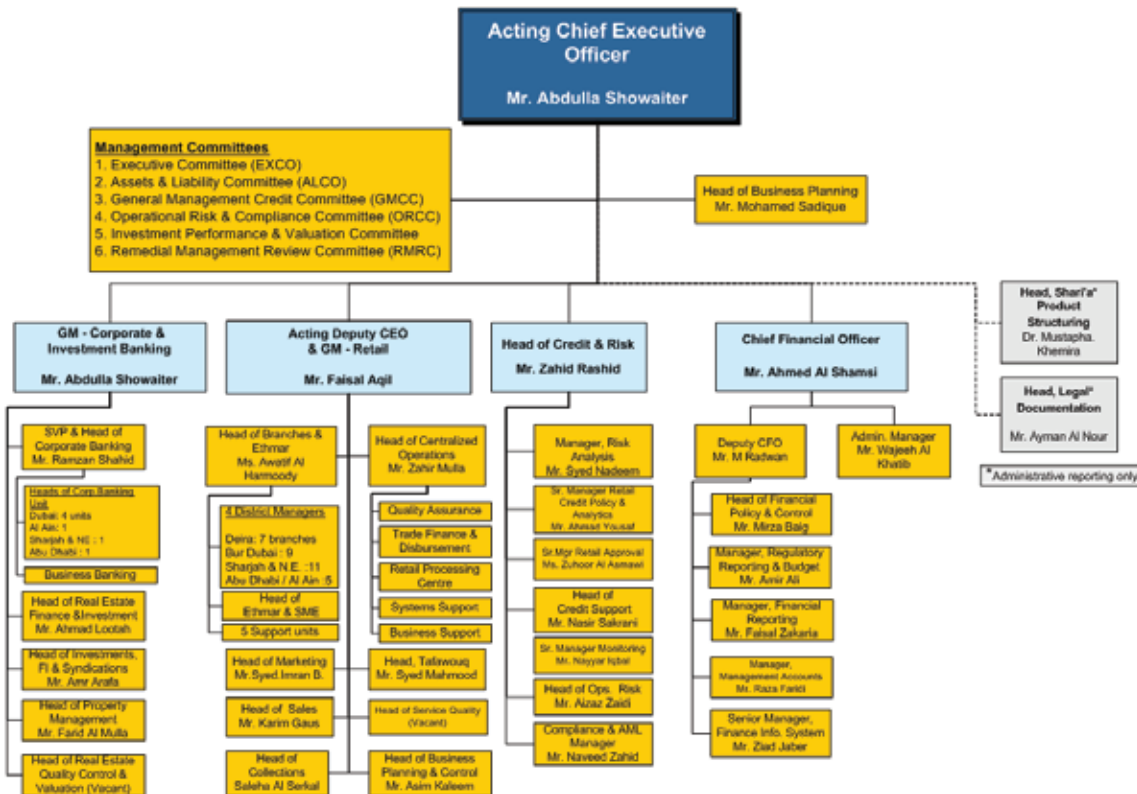 Acting Chief Executive
Officer
Mr. Abdulla Showaiter
Management Committees
1. Executive Committee (EXCO)
2. Assets & Liability Committee (ALCO)
3. General Management Credit Committee (GMCC)
4. Operational Risk & Compliance Committee (ORCC)
5. Investment Performance & Valuation Committee
6. Remedial Management Review Committee (RMRC)
Head of Business Planning
Mr. Mohamed Sadique
Head, Shari'a*
Product
Structuring
Dr. Mustapha.
Khemira
Head, Legal*
Documentation
Mr. Ayman Al Nour
*Administrative reporting only
GM - Corporate &
Investment Banking
Mr. Abdulla Showaiter
SVP & Head of
Corporate Banking
Mr. Ramzan Shahid
Heads of Corp.Banking
Unit
Dubai: 4 units
Al Ain: 1
Sharjah & NE : 1
Abu Dhabi : 1
Business Banking
Head of Real Estate
Finance &Investment
Mr. Ahmad Lootah
Head of Investments,
FI & Syndications
Mr. Amr Arafa
Head of Property
Management
Mr. Farid Al Mulla
Head of Real Estate
Quality Control &
Valuation (Vacant)
Acting Deputy CEO
& GM - Retail
Mr. Faisal Aqil
Head of Branches &
Ethmar
Ms. Awatif Al
Harmoody
4 District Managers
Deira: 7 branches
Bur Dubai : 9
Sharjah & N.E. :11
Abu Dhabi / Al Ain :5
Head of
Ethmar & SME
5 Support units
Head of Marketing
Mr.Syed.Imran B.
Head of Sales
Mr. Karim Gaus
Head of
Collections
Saleha Al Serkal
Head of Centralized
Operations
Mr. Zahir Mulla
Quality Assurance
Trade Finance &
Disbursement
Retail Processing
Centre
Systems Support
Business Support
Head, Tafawouq
Mr. Syed Mahmood
Head of Service Quality
(Vacant)
Head of Business
Planning & Control
Mr. Asim Kaleem
Head of Credit & Risk
Mr. Zahid Rashid
Manager, Risk
Analysis
Mr. Syed Nadeem
Sr. Manager Retail
Credit Policy &
Analytics
Mr. Ahmad Yousaf
Sr.Mgr Retail Approval
Ms. Zuhoor Al Asmawi
Head of
Credit Support
Mr. Nasir Sakrani
Sr. Manager Monitoring
Mr. Nayyar Iqbal
Head of Ops. Risk
Mr. Aizaz Zaidi
Compliance & AML
Manager
Mr. Naveed Zahid
Chief Financial Officer
Mr. Ahmed Al Shamsi
Deputy CFO
Mr. M Radwan
Admin. Manager
Mr. Wajeeh Al
Khatib
Head of Financial
Policy & Control
Mr. Mirza Baig
Manager, Regulatory
Reporting & Budget
Mr. Amir Ali
Manager, Financial
Reporting
Mr. Faisal Zakaria
Manager,
Management Accounts
Mr. Raza Faridi
Senior Manager,
Finance Info. System
Mr. Ziad Jaber